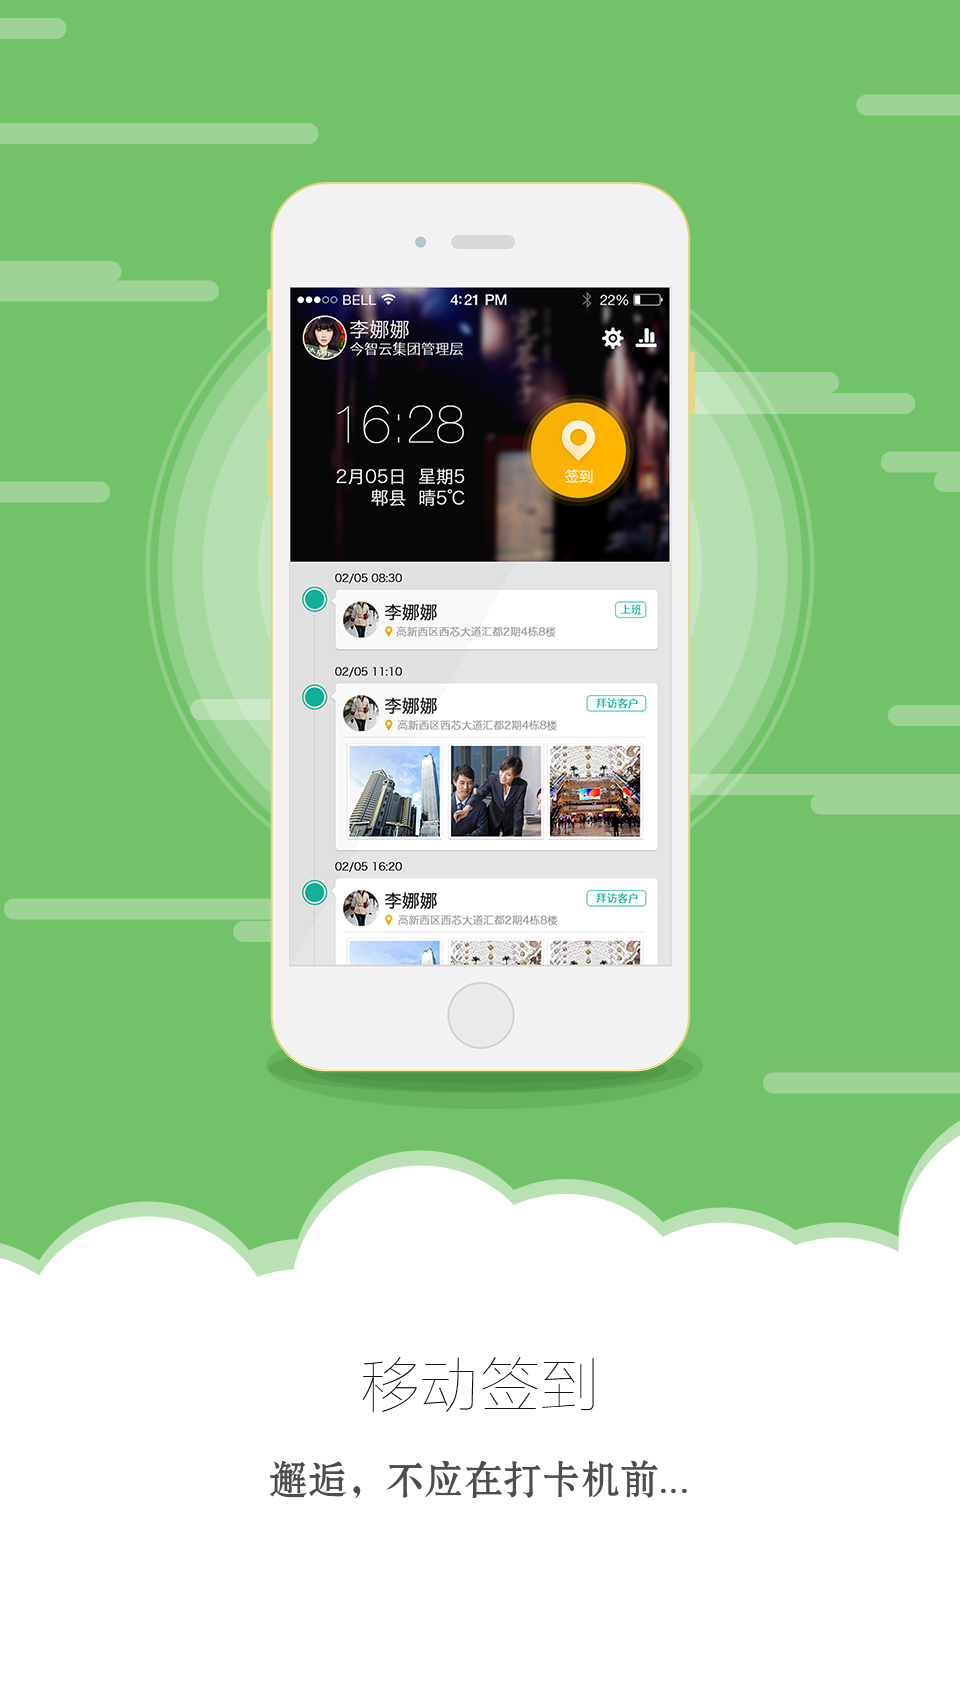 BELL 4:21 PM 22%
李娜娜
今智云集团管理层
16:28
2月05日 星期5
郫县 晴5℃
签到
02/05 08:30
李娜娜 上班
高新西区西芯大道汇都2期4栋8楼
02/05 11:10
李娜娜 拜访客户
高新西区西芯大道汇都2期4栋8楼
02/05 16:20
李娜娜 拜访客户
高新西区西芯大道汇都2期4栋8楼
移动签到
邂逅，不应在打卡机前...